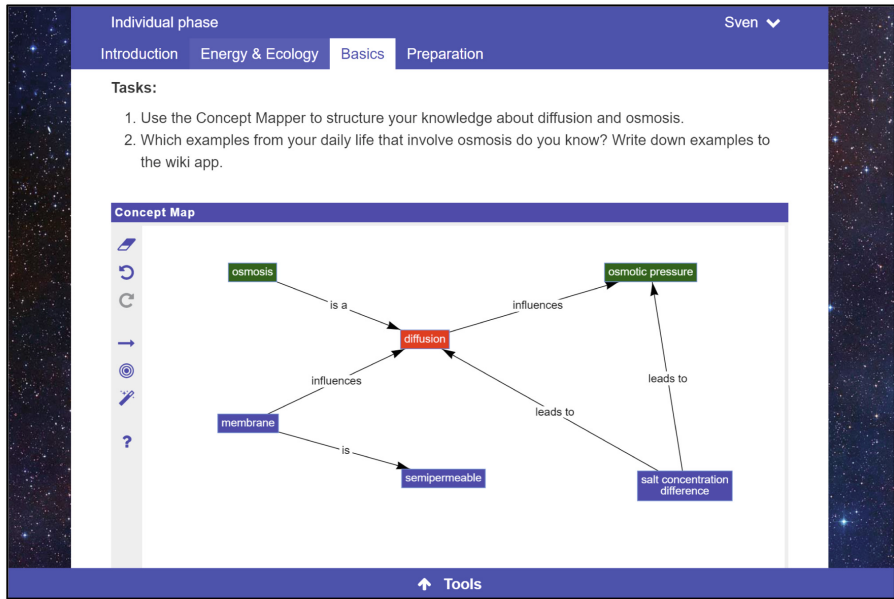 Individual phase
Sven
Introduction Energy & Ecology Basics Preparation
Tasks:
1. Use the Concept Mapper to structure your knowledge about diffusion and osmosis.
2. Which examples from your daily life that involve osmosis do you know? Write down examples to
the wiki app.
Concept Map
osmosis
osmotic pressure
is a
influences
diffusion
influences
leads to
leads to
membrane
is
semipermeable
salt concentration
difference
?
Tools